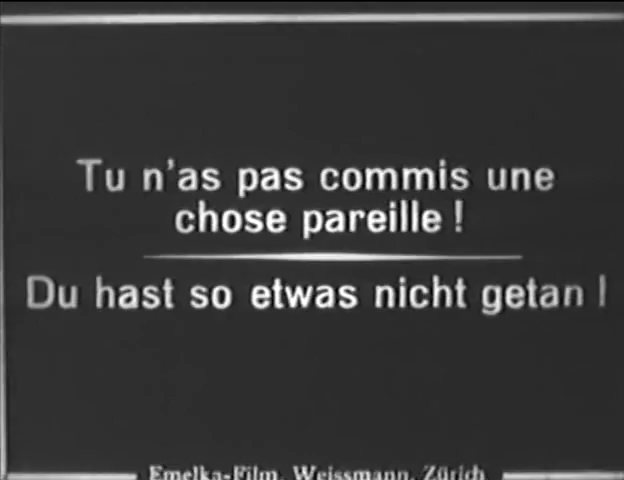 Tu n'as pas commis une
chose pareille !
Du hast so etwas nicht getan !
Emelka-Film, Weissmann, Zürich